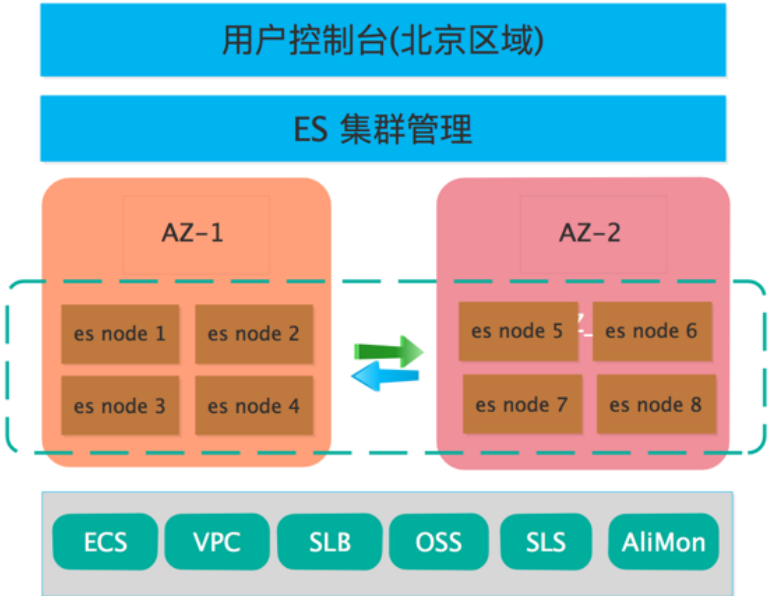 用户控制台(北京区域)
ES 集群管理
AZ-1
AZ-2
es node 1
es node 2
es node 5
es node 6
es node 3
es node 4
es node 7
es node 8
ECS
VPC
SLB
OSS
SLS
AliMon